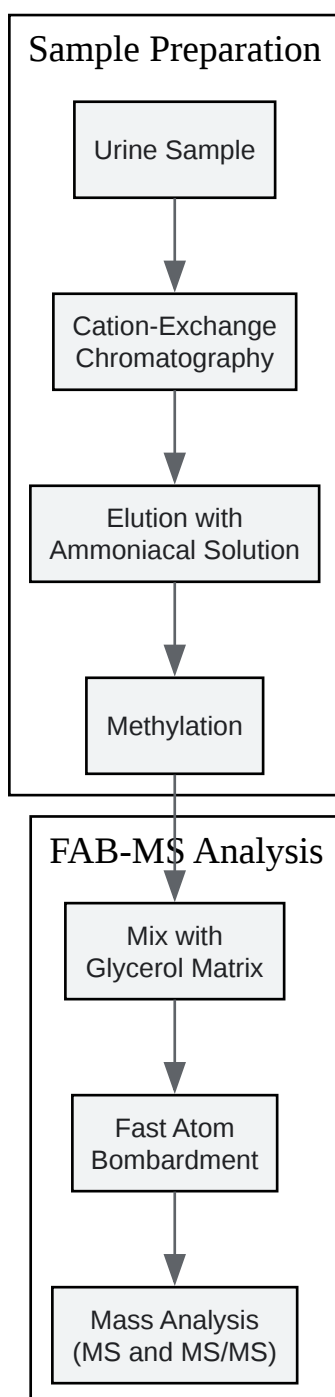 Sample Preparation
Urine Sample
Cation-Exchange
Chromatography
Elution with
Ammoniacal Solution
Methylation
FAB-MS Analysis
Mix with
Glycerol Matrix
Fast Atom
Bombardment
Mass Analysis
(MS and MS/MS)